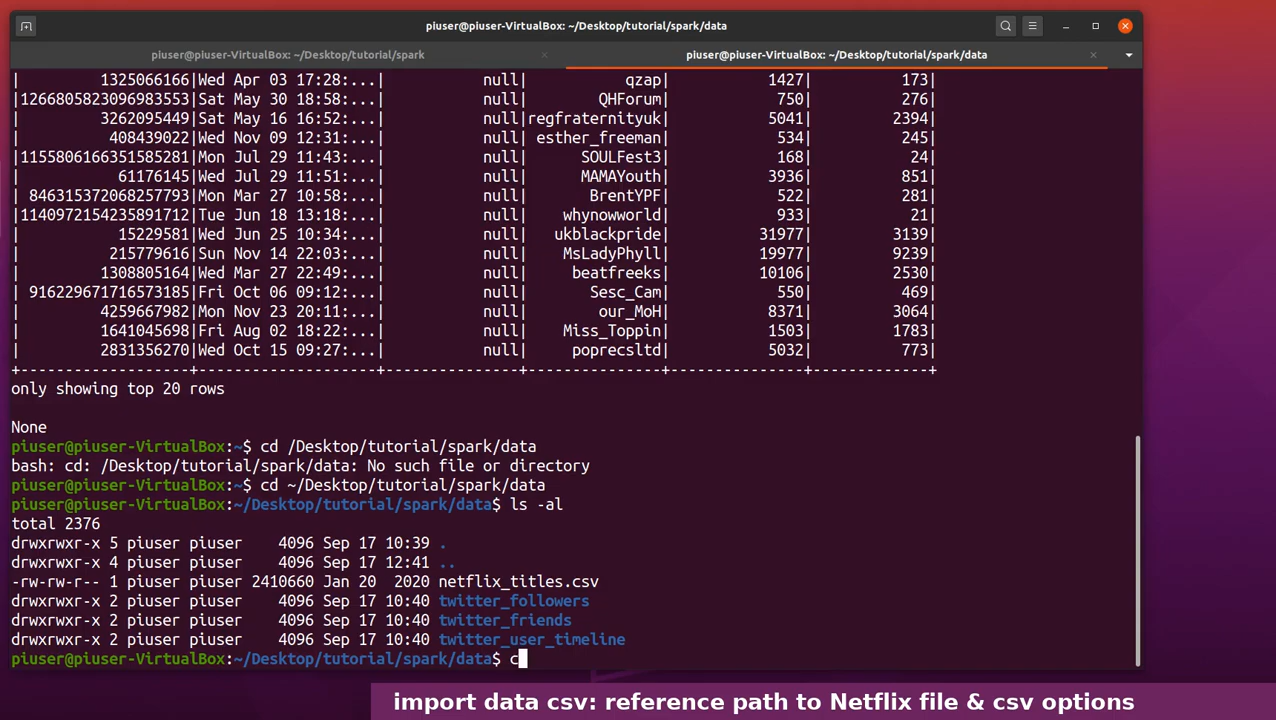 piuser@piuser-VirtualBox: ~/Desktop/tutorial/spark/data
piuser@piuser-VirtualBox: ~/Desktop/tutorial/spark
piuser@piuser-VirtualBox: ~/Desktop/tutorial/spark/data
| 1325066166|Wed Apr 03 17:28:...| null| qzap| 1427| 173|
|1266805823096983553|Sat May 30 18:58:...| null| QHForum| 750| 276|
| 3262095449|Sat May 16 16:52:...| null|regfraternityuk| 5041| 2394|
| 408439022|Wed Nov 09 12:31:...| null| esther_freeman| 534| 245|
|1155806166351585281|Mon Jul 29 11:43:...| null| SOULFest3| 168| 24|
| 61176145|Wed Jul 29 11:51:...| null| MAMAYouth| 3936| 851|
| 846315372068257793|Mon Mar 27 10:58:...| null| BrentYPF| 522| 281|
|1140972154235891712|Tue Jun 18 13:18:...| null| whynowworld| 933| 21|
| 15229581|Wed Jun 25 10:34:...| null| ukblackpride| 31977| 3139|
| 215779616|Sun Nov 14 22:03:...| null| MsLadyPhyll| 19977| 9239|
| 1308805164|Wed Mar 27 22:49:...| null| beatfreeks| 10106| 2530|
| 916229671716573185|Fri Oct 06 09:12:...| null| Sesc_Cam| 550| 469|
| 4259667982|Mon Nov 23 20:11:...| null| our_MoH| 8371| 3064|
| 1641045698|Fri Aug 02 18:22:...| null| Miss_Toppin| 1503| 1783|
| 2831356270|Wed Oct 15 09:27:...| null| poprecsltd| 5032| 773|
+-------------------+--------------------+---------------+---------------+---------------+------------+
only showing top 20 rows
None
piuser@piuser-VirtualBox:~$ cd /Desktop/tutorial/spark/data
bash: cd: /Desktop/tutorial/spark/data: No such file or directory
piuser@piuser-VirtualBox:~$ cd ~/Desktop/tutorial/spark/data
piuser@piuser-VirtualBox:~/Desktop/tutorial/spark/data$ ls -al
total 2376
drwxrwxr-x 5 piuser piuser 4096 Sep 17 10:39 .
drwxrwxr-x 4 piuser piuser 4096 Sep 17 12:41 ..
-rw-rw-r-- 1 piuser piuser 2410660 Jan 20 2020 netflix_titles.csv
drwxrwxr-x 2 piuser piuser 4096 Sep 17 10:40 twitter_followers
drwxrwxr-x 2 piuser piuser 4096 Sep 17 10:40 twitter_friends
drwxrwxr-x 2 piuser piuser 4096 Sep 17 10:40 twitter_user_timeline
piuser@piuser-VirtualBox:~/Desktop/tutorial/spark/data$ c
import data csv: reference path to Netflix file & csv options